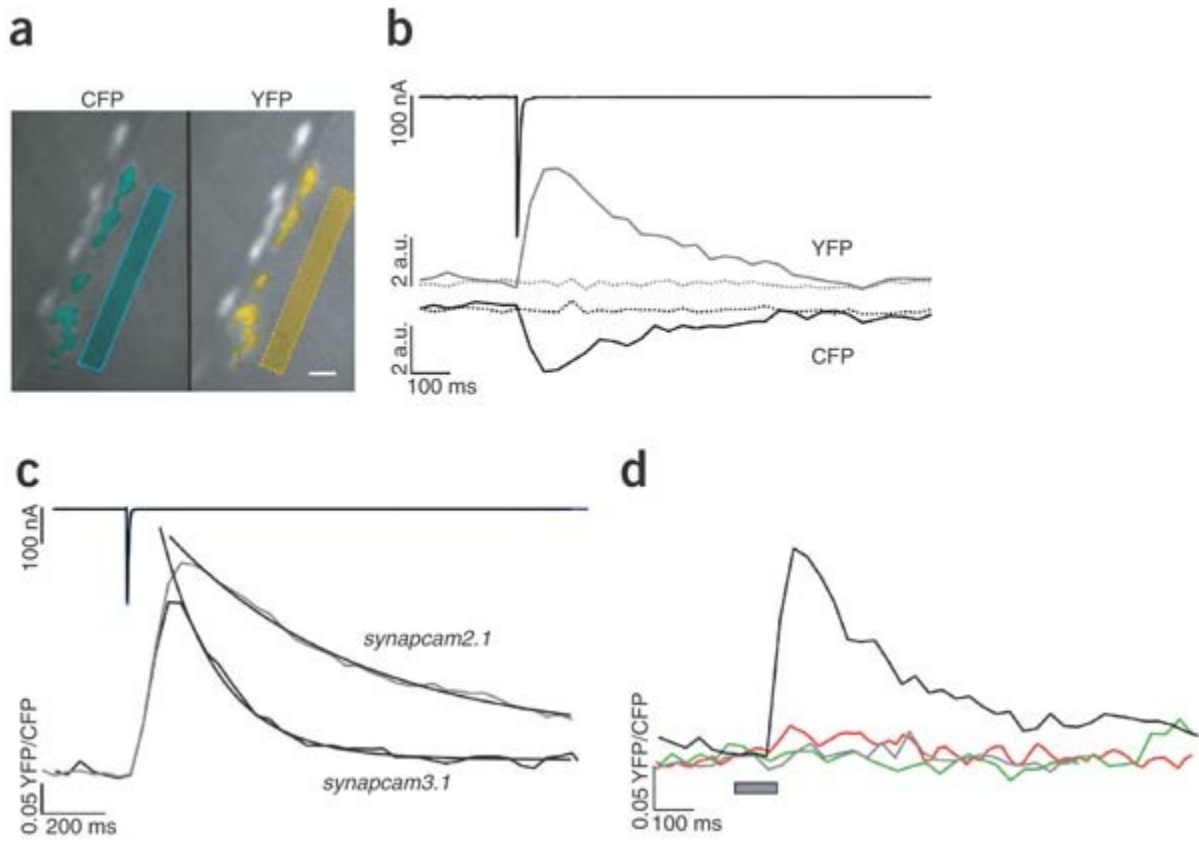 a
CFP YFP
b
100 nA
YFP
2 a.u.
CFP
2 a.u.
100 ms
c
100 nA
synapcam2.1
synapcam3.1
0.05 YFP/CFP
200 ms
d
0.05 YFP/CFP
100 ms